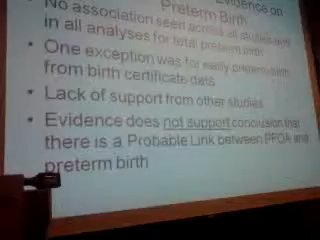 Evidence on
Preterm Birth
• No association seen across all studies and
in all analyses for total preterm birth
• One exception was for early preterm birth
from birth certificate data
• Lack of support from other studies
• Evidence does not support conclusion that
there is a Probable Link between PFOA and
preterm birth